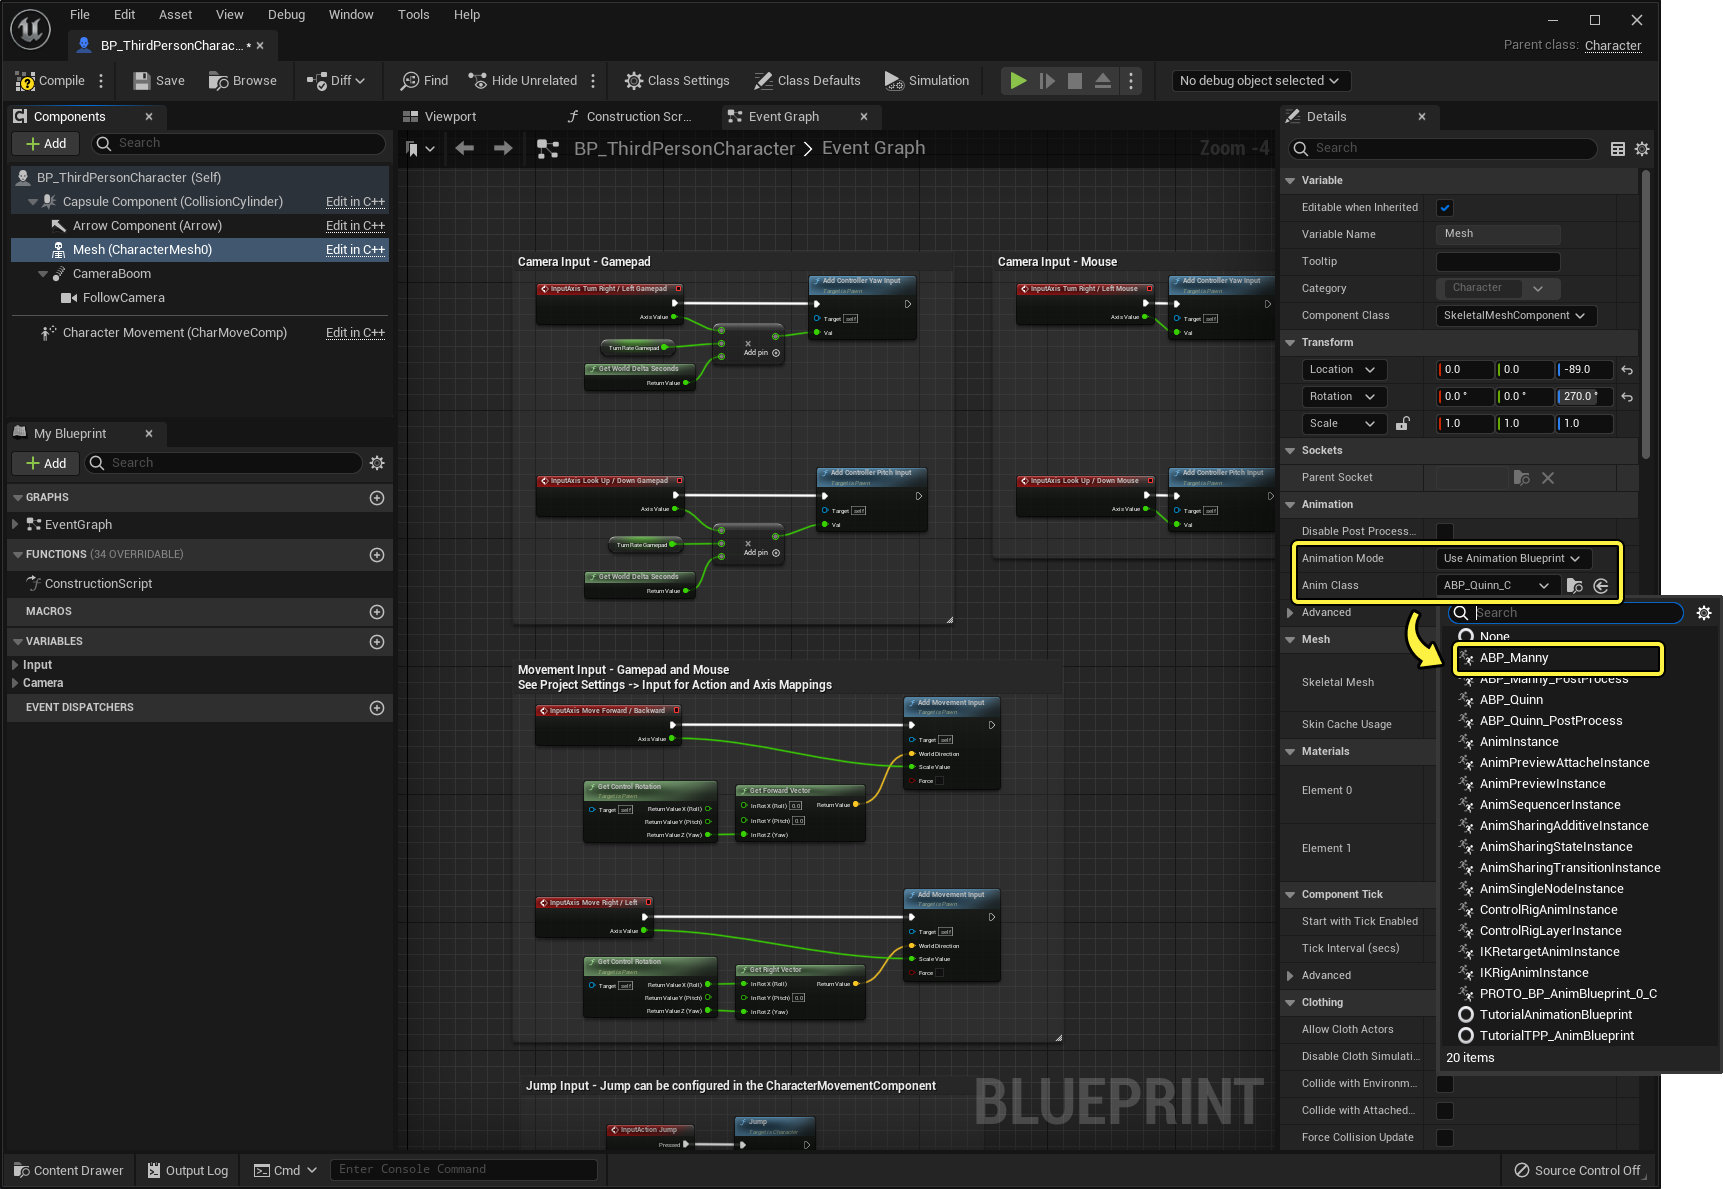 File Edit Asset View Debug Window Tools Help
BP_ThirdPersonCharac... •
Parent class: Character
Compile Save Browse Diff Find Hide Unrelated Class Settings Class Defaults Simulation No debug object selected
Components
Add Search
BP_ThirdPersonCharacter (Self)
Capsule Component (CollisionCylinder) Edit in C++
Arrow Component (Arrow) Edit in C++
Mesh (CharacterMesh0) Edit in C++
CameraBoom
FollowCamera
Character Movement (CharMoveComp) Edit in C++
My Blueprint
Add Search
GRAPHS
EventGraph
FUNCTIONS (34 OVERRIDABLE)
ConstructionScript
MACROS
VARIABLES
Input
Camera
EVENT DISPATCHERS
Viewport Construction Scr... Event Graph
BP_ThirdPersonCharacter > Event Graph Zoom -4
Camera Input - Gamepad
InputAxis Turn Right / Left Gamepad
Axis Value
Add Controller Yaw Input
Target is Pawn
Target self
Val
Turn Rate Gamepad
Add pin
Get World Delta Seconds
Return Value
InputAxis Look Up / Down Gamepad
Axis Value
Add Controller Pitch Input
Target is Pawn
Target self
Val
Turn Rate Gamepad
Add pin
Get World Delta Seconds
Return Value
Camera Input - Mouse
InputAxis Turn Right / Left Mouse
Axis Value
Add Controller Yaw Input
Target is Pawn
Target self
Val
InputAxis Look Up / Down Mouse
Axis Value
Add Controller Pitch Input
Target is Pawn
Target self
Val
Movement Input - Gamepad and Mouse
See Project Settings -> Input for Action and Axis Mappings
InputAxis Move Forward / Backward
Axis Value
Add Movement Input
Target is Pawn
Target self
World Direction
Scale Value
Force
Get Control Rotation
Target is Pawn
Target self
Return Value X (Roll)
Return Value Y (Pitch)
Return Value Z (Yaw)
Get Forward Vector
In Rot X (Roll) 0.0 Return Value
In Rot Y (Pitch) 0.0
In Rot Z (Yaw)
InputAxis Move Right / Left
Axis Value
Add Movement Input
Target is Pawn
Target self
World Direction
Scale Value
Force
Get Control Rotation
Target is Pawn
Target self
Return Value X (Roll)
Return Value Y (Pitch)
Return Value Z (Yaw)
Get Right Vector
In Rot X (Roll) Return Value
In Rot Y (Pitch) 0.0
In Rot Z (Yaw)
Jump Input - Jump can be configured in the CharacterMovementComponent
InputAction Jump
Pressed
Jump
Target is Character
BLUEPRINT
Details
Search
Variable
Editable when Inherited
Variable Name Mesh
Tooltip
Category Character
Component Class SkeletalMeshComponent
Transform
Location 0.0 0.0 -89.0
Rotation 0.0 ° 0.0 ° 270.0 °
Scale 1.0 1.0 1.0
Sockets
Parent Socket
Animation
Disable Post Process...
Animation Mode Use Animation Blueprint
Anim Class ABP_Quinn_C
Advanced
Mesh
Skeletal Mesh
Skin Cache Usage
Materials
Element 0
Element 1
Component Tick
Start with Tick Enabled
Tick Interval (secs)
Advanced
Clothing
Allow Cloth Actors
Disable Cloth Simulati...
Collide with Environm...
Collide with Attached...
Force Collision Update
Search
None
ABP_Manny
ABP_Manny_PostProcess
ABP_Quinn
ABP_Quinn_PostProcess
AnimInstance
AnimPreviewAttacheInstance
AnimPreviewInstance
AnimSequencerInstance
AnimSharingAdditiveInstance
AnimSharingStateInstance
AnimSharingTransitionInstance
AnimSingleNodeInstance
ControlRigAnimInstance
ControlRigLayerInstance
IKRetargetAnimInstance
IKRigAnimInstance
PROTO_BP_AnimBlueprint_0_C
TutorialAnimationBlueprint
TutorialTPP_AnimBlueprint
20 items
Content Drawer Output Log Cmd Enter Console Command Source Control Off